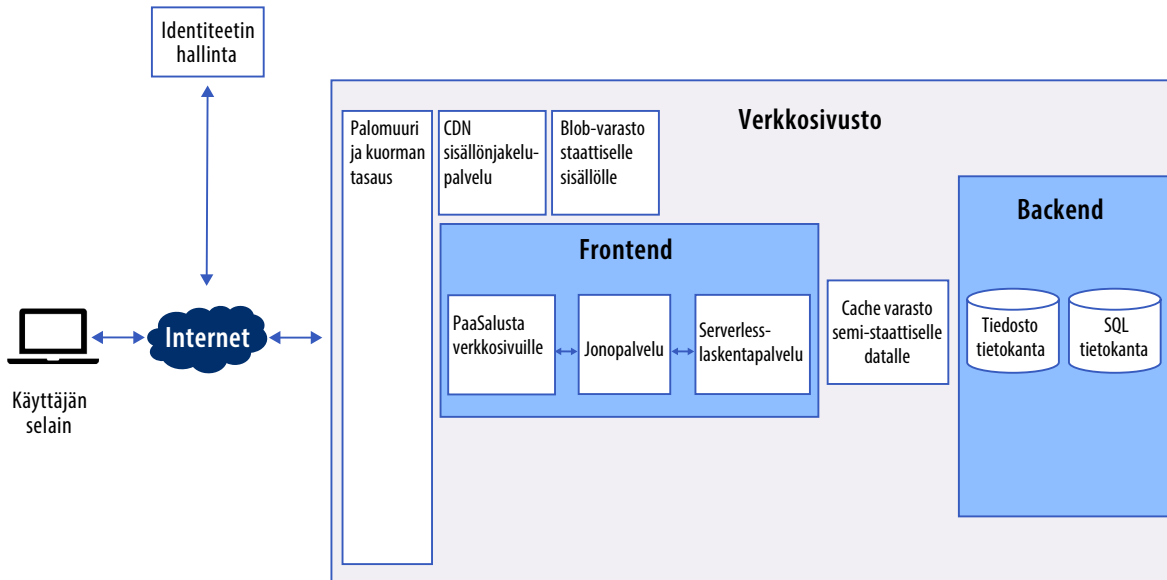 Identiteetin
hallinta
Verkkosivusto
Palomuuri
ja kuorman
tasaus
CDN
sisällönjakelu-
palvelu
Blob-varasto
staattiselle
sisällölle
Backend
Frontend
PaaSalusta
verkkosivuille
Jonopalvelu
Serverless-
laskentapalvelu
Cache varasto
semi-staattiselle
datalle
Tiedosto
tietokanta
SQL
tietokanta
Internet
Käyttäjän
selain